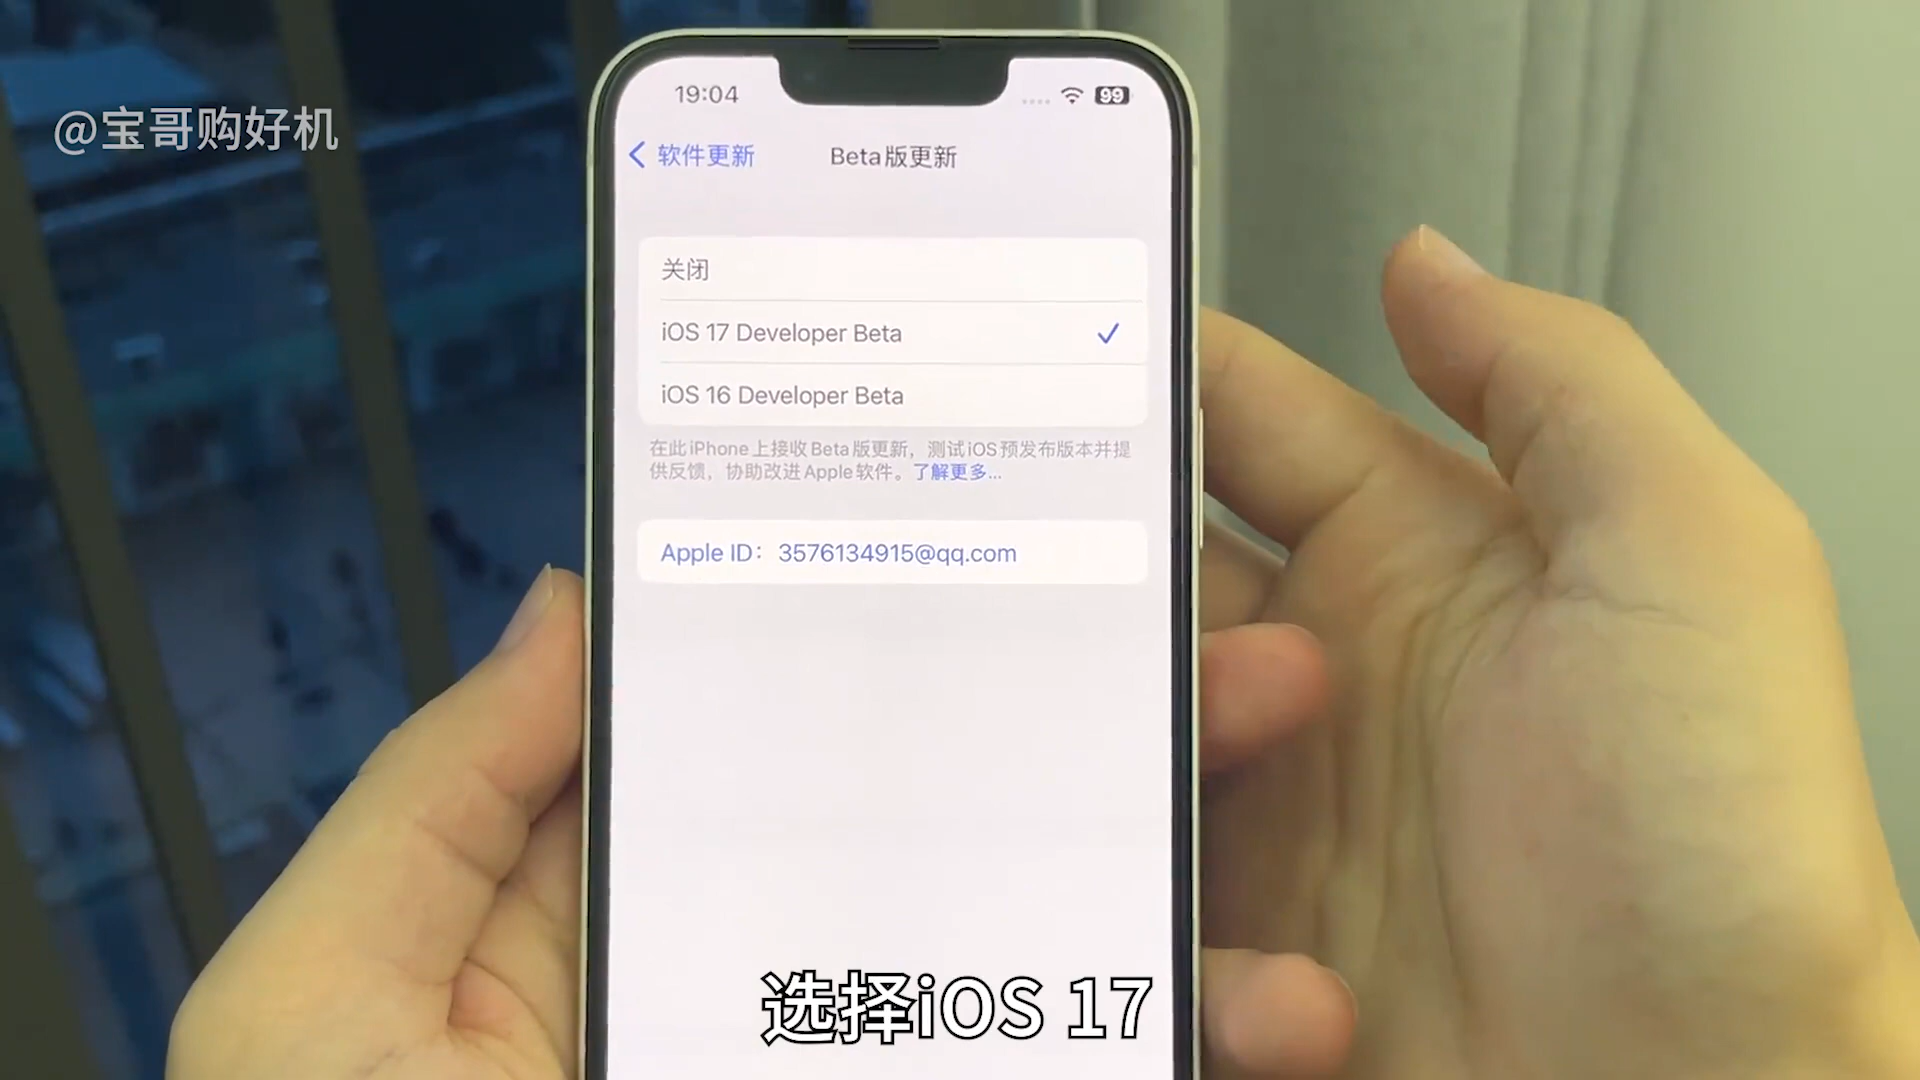 @宝哥购好机
19:04
99
软件更新
Beta版更新
关闭
iOS 17 Developer Beta
iOS 16 Developer Beta
在此iPhone上接收Beta版更新，测试iOS预发布版本并提
供反馈，协助改进Apple软件。了解更多...
Apple ID：3576134915@qq.com
选择iOS 17